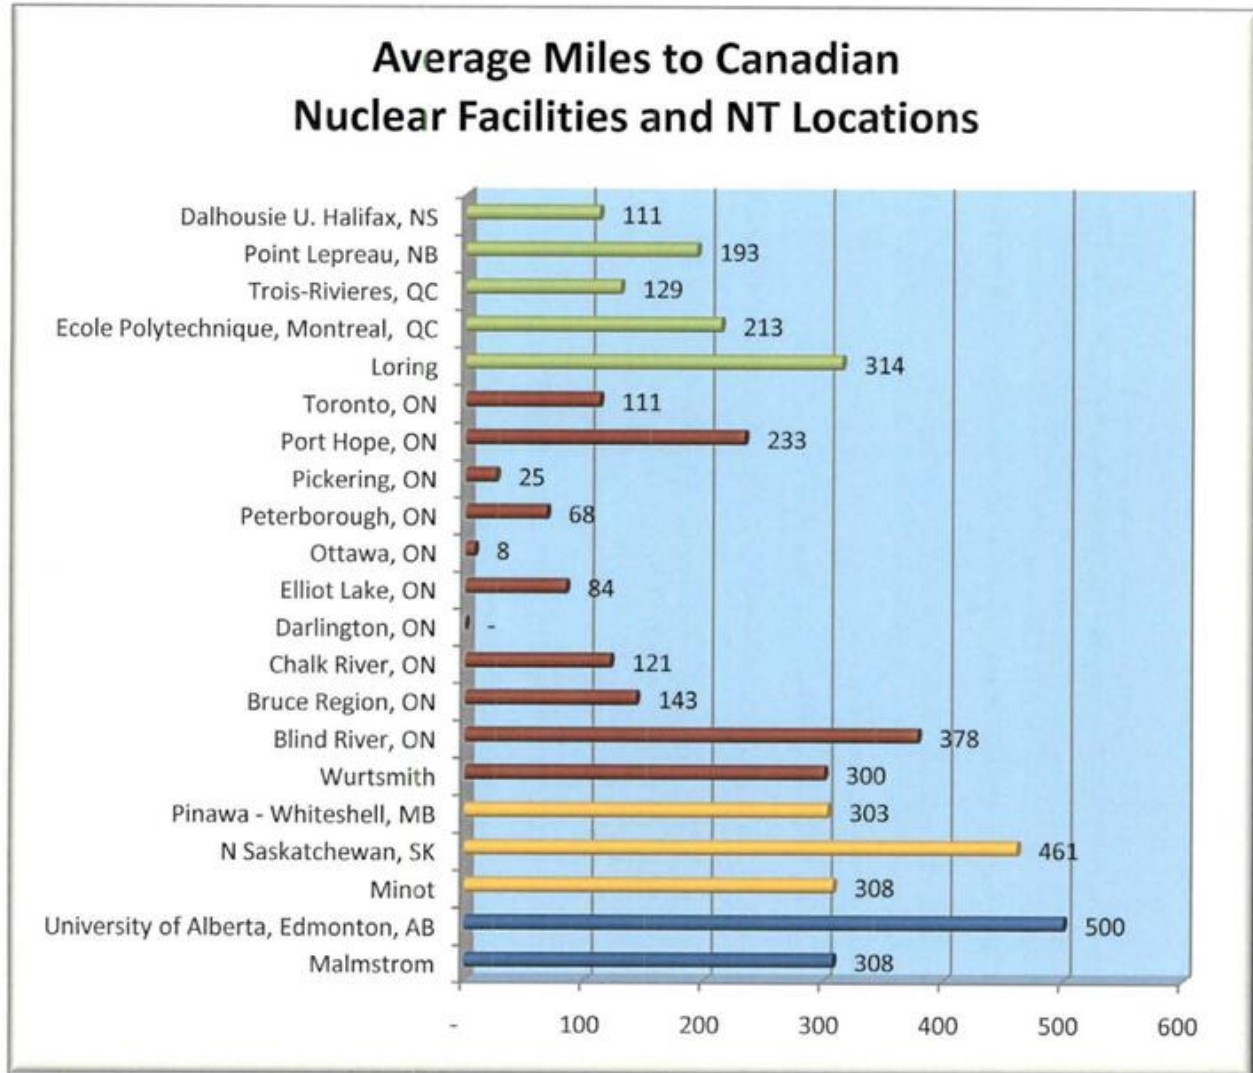 Average Miles to Canadian
Nuclear Facilities and NT Locations
Dalhousie U. Halifax, NS 111
Point Lepreau, NB 193
Trois-Rivieres, QC 129
Ecole Polytechnique, Montreal, QC 213
Loring 314
Toronto, ON 111
Port Hope, ON 233
Pickering, ON 25
Peterborough, ON 68
Ottawa, ON 8
Elliot Lake, ON 84
Darlington, ON -
Chalk River, ON 121
Bruce Region, ON 143
Blind River, ON 378
Wurtsmith 300
Pinawa - Whiteshell, MB 303
N Saskatchewan, SK 461
Minot 308
University of Alberta, Edmonton, AB 500
Malmstrom 308
- 100 200 300 400 500 600